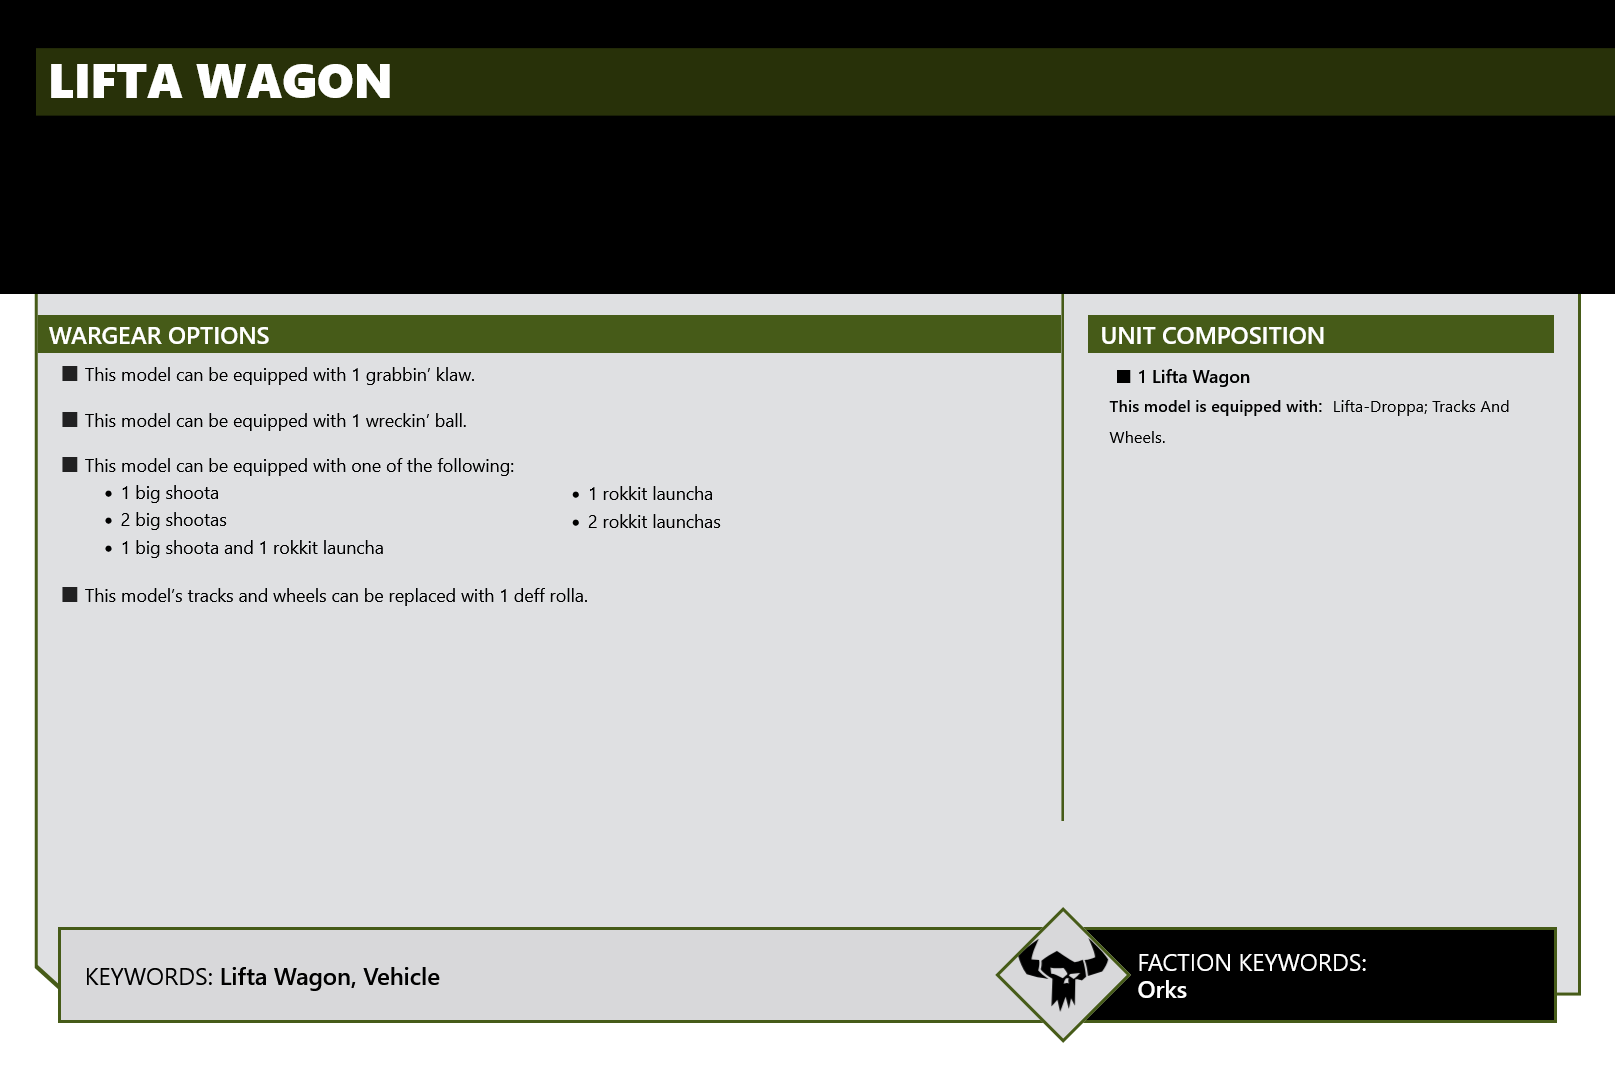 LIFTA WAGON
WARGEAR OPTIONS
■ This model can be equipped with 1 grabbin’ klaw.
■ This model can be equipped with 1 wreckin’ ball.
■ This model can be equipped with one of the following:
• 1 big shoota
• 2 big shootas
• 1 big shoota and 1 rokkit launcha
• 1 rokkit launcha
• 2 rokkit launchas
■ This model’s tracks and wheels can be replaced with 1 deff rolla.
UNIT COMPOSITION
■ 1 Lifta Wagon
This model is equipped with: Lifta-Droppa; Tracks And
Wheels.
KEYWORDS: Lifta Wagon, Vehicle
FACTION KEYWORDS:
Orks